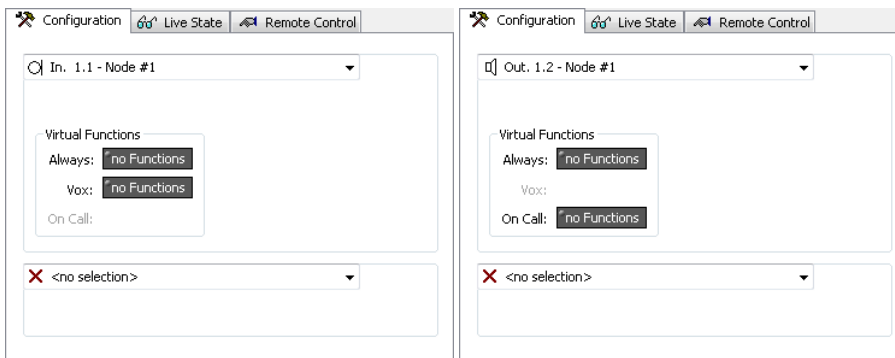 Configuration Live State Remote Control
In. 1.1 - Node #1
Virtual Functions
Always: no Functions
Vox: no Functions
On Call:
<no selection>
Configuration Live State Remote Control
Out. 1.2 - Node #1
Virtual Functions
Always: no Functions
Vox:
On Call: no Functions
<no selection>